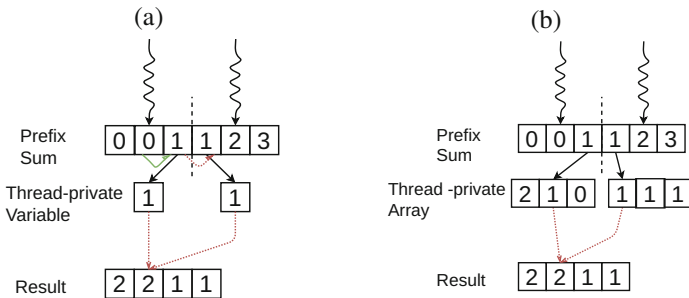 (a)
Prefix Sum
0 0 1 1 2 3
Thread-private Variable
1 1
Result
2 2 1 1
(b)
Prefix Sum
0 0 1 1 2 3
Thread -private Array
2 1 0 1 1 1
Result
2 2 1 1